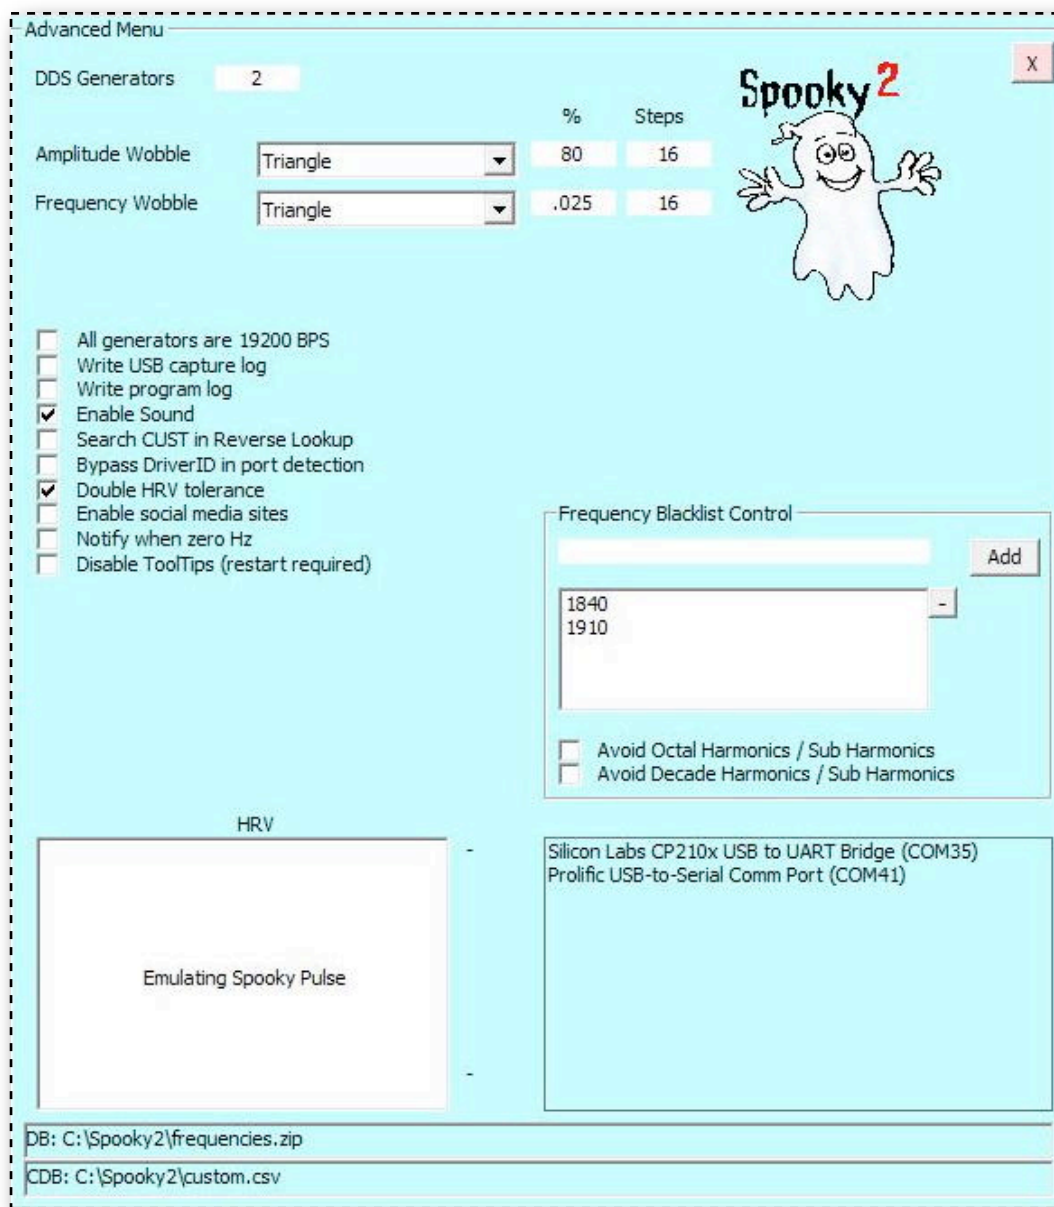 Advanced Menu
X
DDS Generators 2
Spooky2
% Steps
Amplitude Wobble Triangle 80 16
Frequency Wobble Triangle .025 16
All generators are 19200 BPS
Write USB capture log
Write program log
Enable Sound
Search CUST in Reverse Lookup
Bypass DriverID in port detection
Double HRV tolerance
Enable social media sites
Notify when zero Hz
Disable ToolTips (restart required)
Frequency Blacklist Control
Add
1840
-
1910
Avoid Octal Harmonics / Sub Harmonics
Avoid Decade Harmonics / Sub Harmonics
HRV
-
Emulating Spooky Pulse
-
Silicon Labs CP210x USB to UART Bridge (COM35)
Prolific USB-to-Serial Comm Port (COM41)
DB: C:\Spooky2\frequencies.zip
CDB: C:\Spooky2\custom.csv